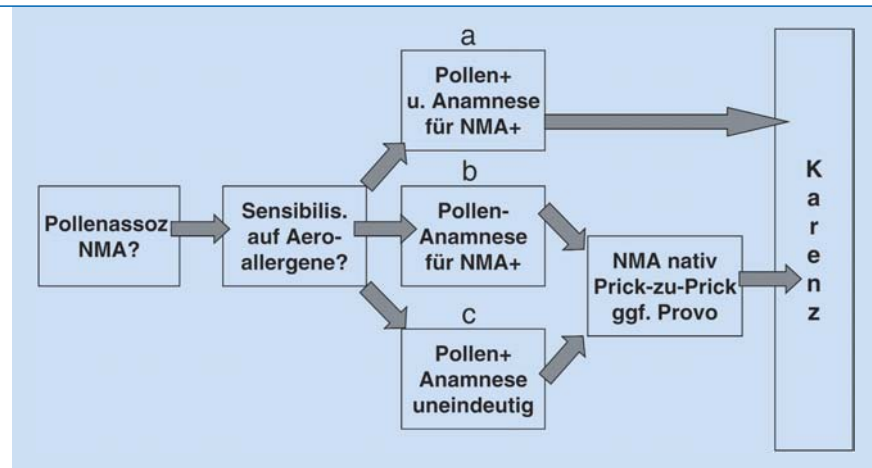 Pollenassoz
NMA?
Sensibilis.
auf Aero-
allergene?
a
Pollen+
u. Anamnese
für NMA+
b
Pollen-
Anamnese
für NMA+
c
Pollen+
Anamnese
uneindeutig
NMA nativ
Prick-zu-Prick
ggf. Provo
K
a
r
e
n
z